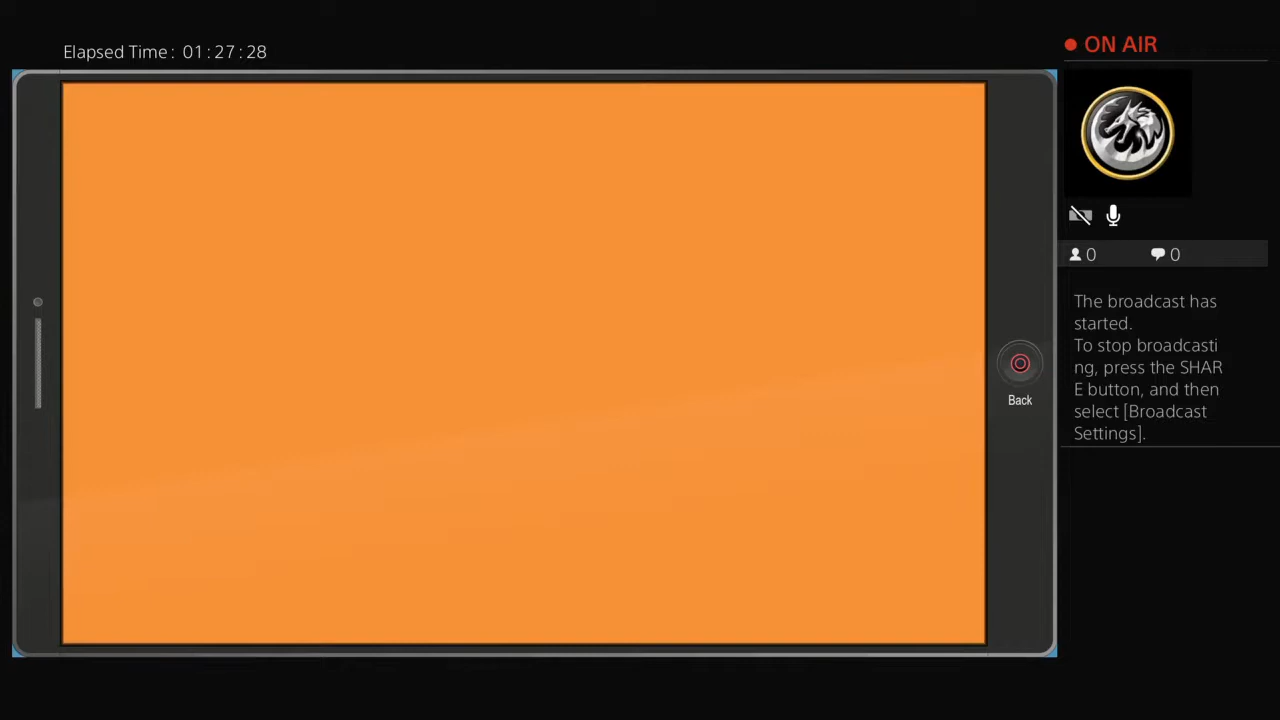 Elapsed Time: 01:27:28
ON AIR
0
0
The broadcast has
started.
To stop broadcasti
ng, press the SHAR
E button, and then
select [Broadcast
Settings].
Back